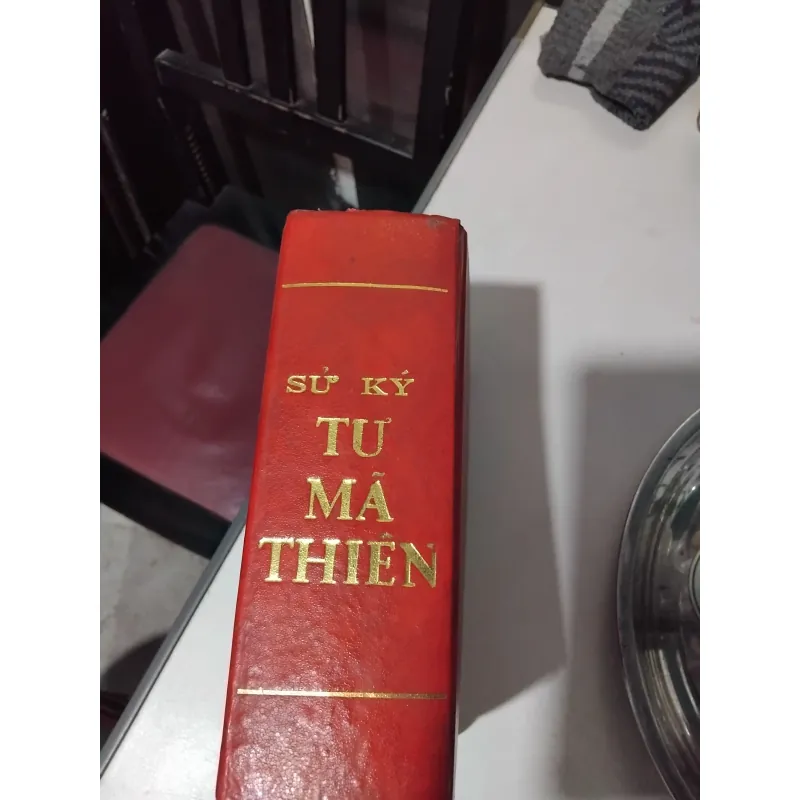 SỬ KÝ
TƯ
MÃ
THIÊN